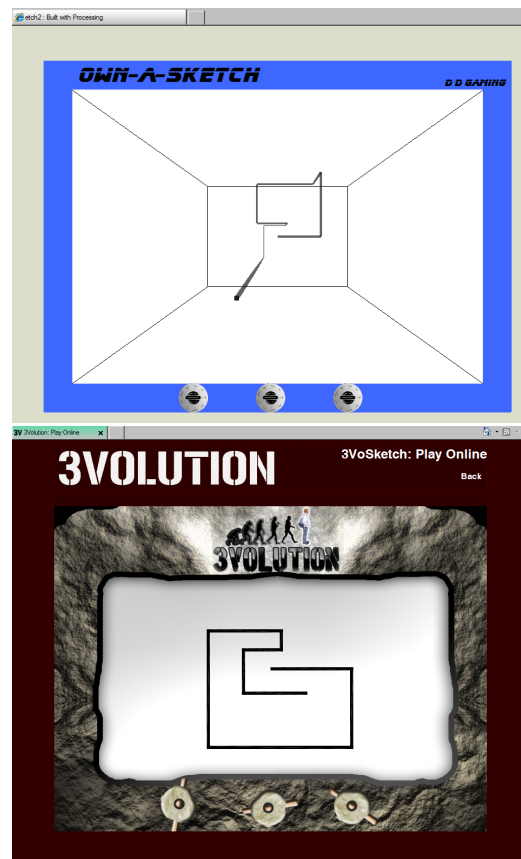 etch2 : Built with Processing
OWN-A-SKETCH
D D GAMING
3V 3Volution: Play Online x
3VOLUTION
3VoSketch: Play Online
Back
3VOLUTION